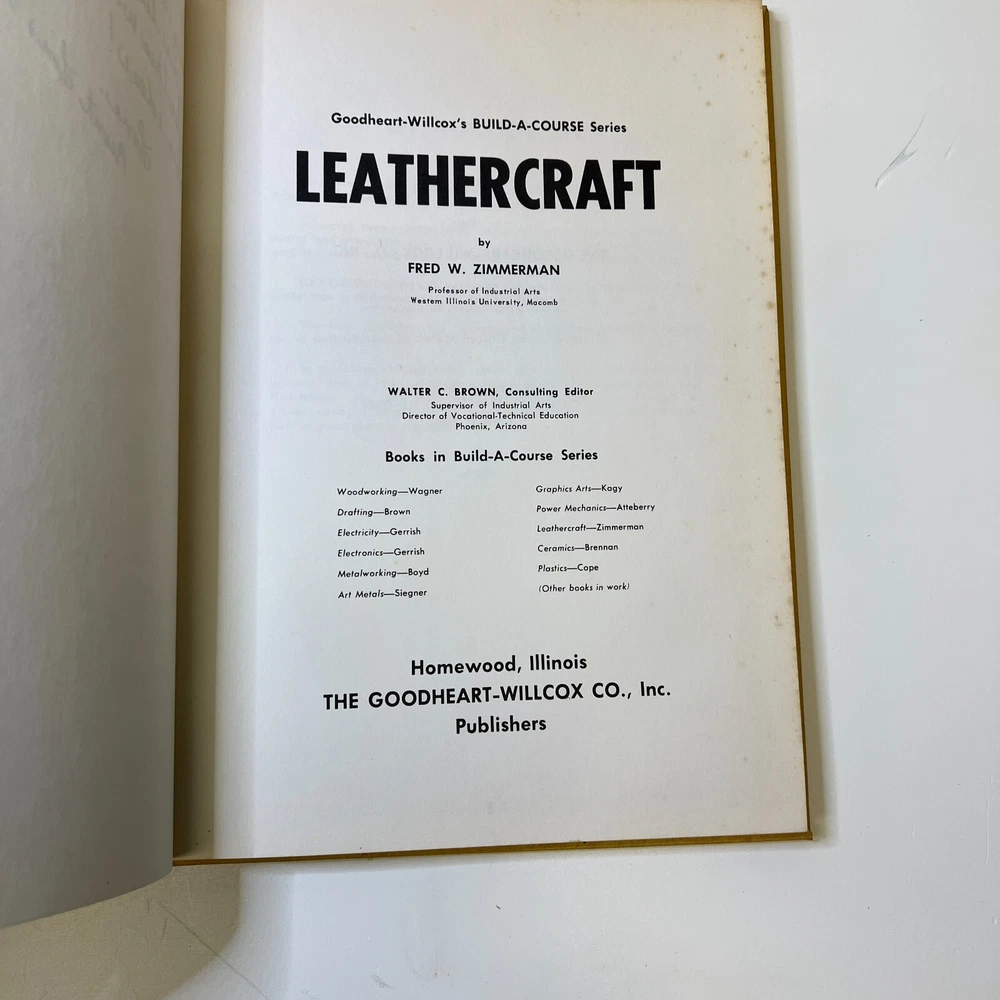 Goodheart-Willcox's BUILD-A-COURSE Series
LEATHERCRAFT
by
FRED W. ZIMMERMAN
Professor of Industrial Arts
Western Illinois University, Macomb
WALTER C. BROWN, Consulting Editor
Supervisor of Industrial Arts
Director of Vocational-Technical Education
Phoenix, Arizona
Books in Build-A-Course Series
Woodworking—Wagner
Drafting—Brown
Electricity—Gerrish
Electronics—Gerrish
Metalworking—Boyd
Art Metals—Siegner
Graphics Arts—Kagy
Power Mechanics—Atteberry
Leathercraft—Zimmerman
Ceramics—Brennan
Plastics—Cope
(Other books in work)
Homewood, Illinois
THE GOODHEART-WILLCOX CO., Inc.
Publishers